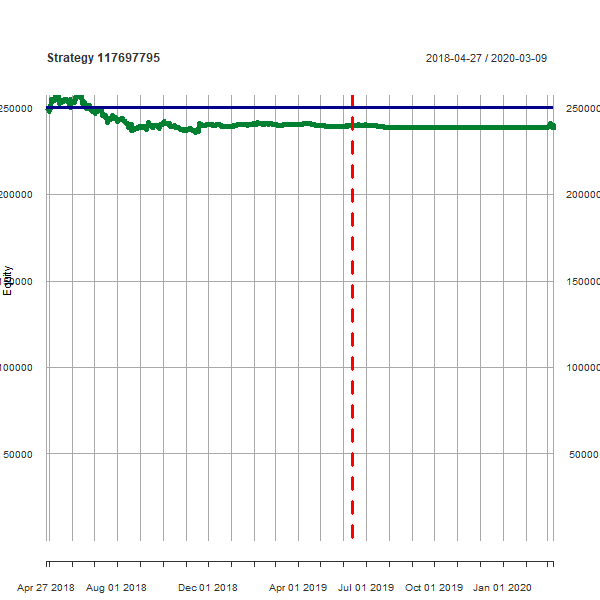 Strategy 117697795 2018-04-27 / 2020-03-09
250000 250000
200000 200000
150000 150000
Equity
100000 100000
50000 50000
Apr 27 2018 Aug 01 2018 Dec 01 2018 Apr 01 2019 Jul 01 2019 Oct 01 2019 Jan 01 2020